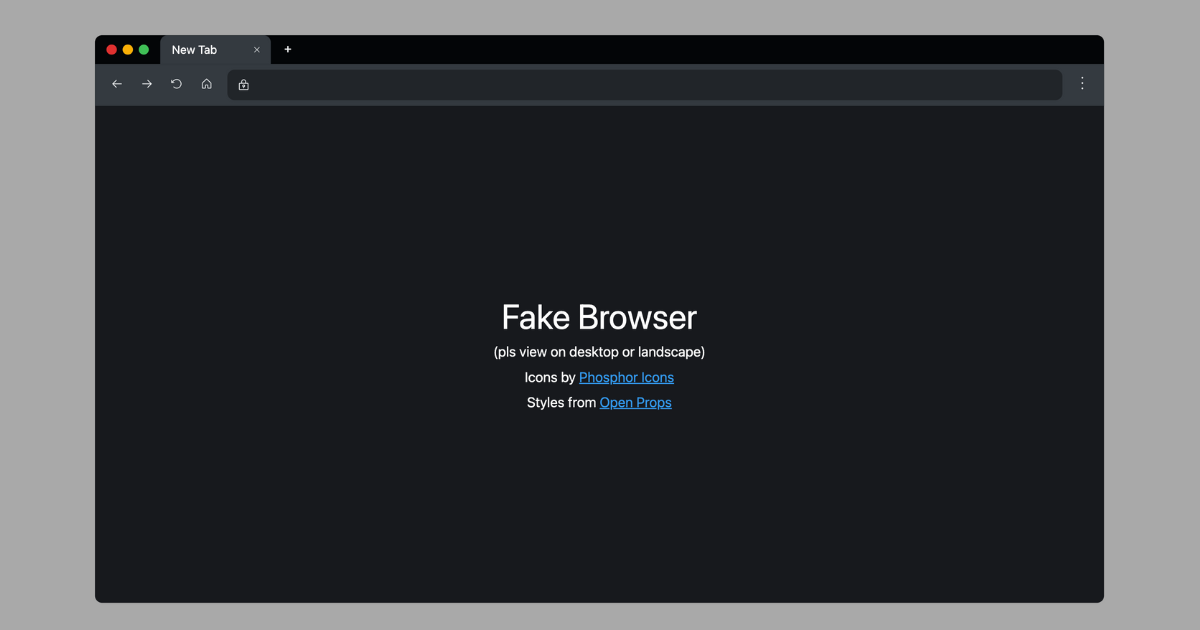 New Tab
Fake Browser
(pls view on desktop or landscape)
Icons by Phosphor Icons
Styles from Open Props